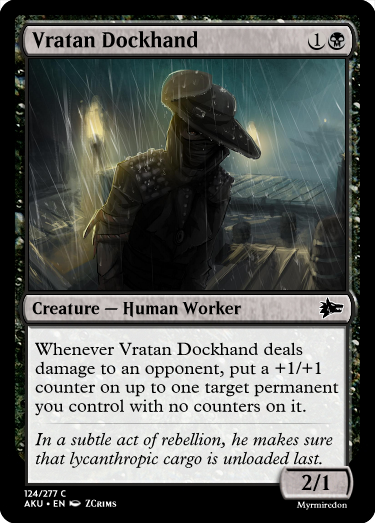 Vratan Dockhand 1
Creature — Human Worker
Whenever Vratan Dockhand deals
damage to an opponent, put a +1/+1
counter on up to one target permanent
you control with no counters on it.
In a subtle act of rebellion, he makes sure
that lycanthropic cargo is unloaded last.
2/1
124/277 C
AKU • EN ZCrims
Myrmiredon